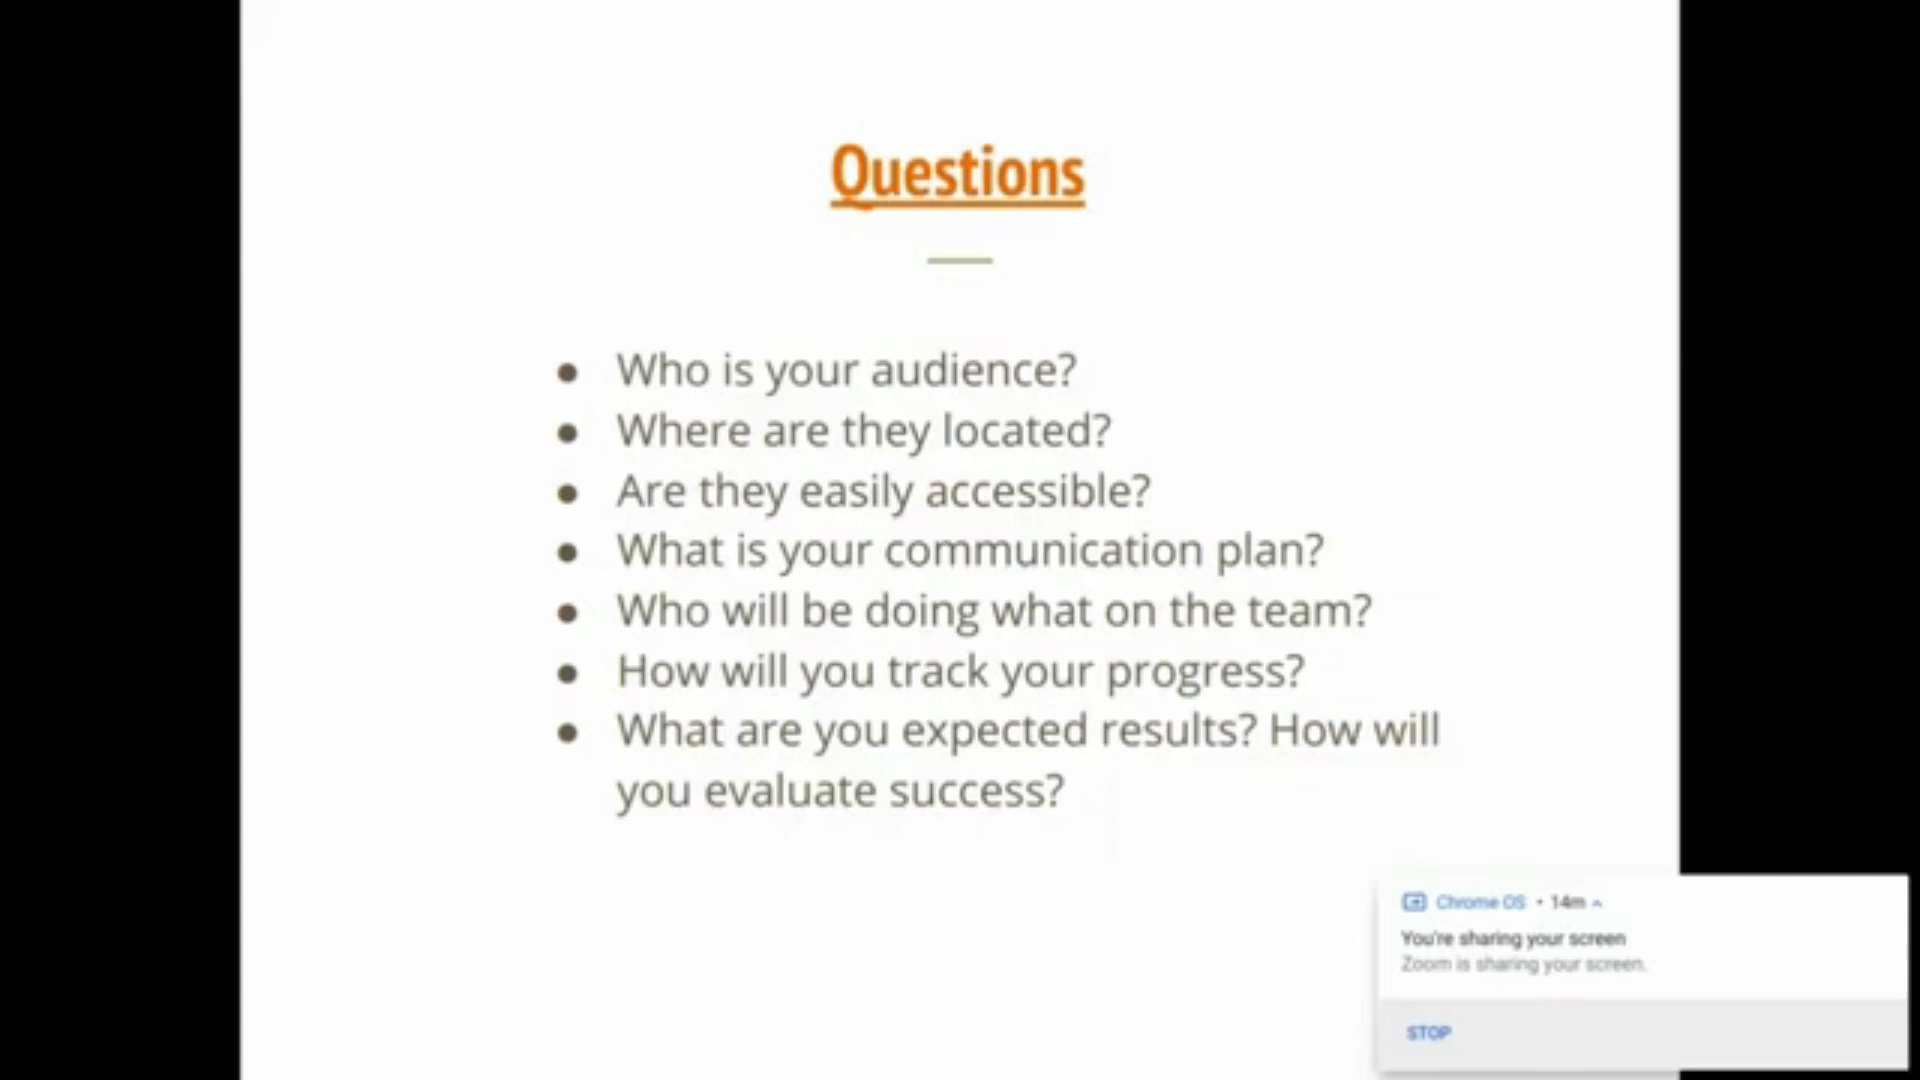 Questions
● Who is your audience?
● Where are they located?
● Are they easily accessible?
● What is your communication plan?
● Who will be doing what on the team?
● How will you track your progress?
● What are you expected results? How will
you evaluate success?
Chrome OS • 14m
You're sharing your screen
Zoom is sharing your screen.
STOP